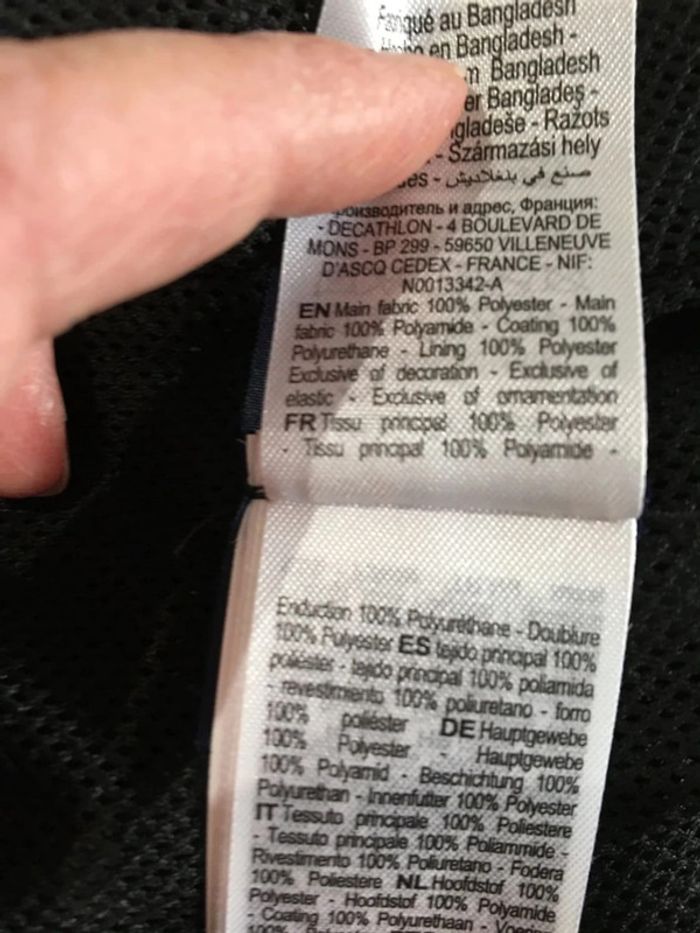 au Bangladesh
en Bangladesh -
Bangladesh
er Bangladeş -
gladeše - Ražots
- Származási hely
- صنع في بنغلاديش
оизводитель и адрес, Франция:
- DECATHLON - 4 BOULEVARD DE
MONS - BP 299 - 59650 VILLENEUVE
D'ASCQ CEDEX - FRANCE - NIF:
N0013342-A
EN Main fabric 100% Polyester - Main
fabric 100% Polyamide - Coating 100%
Polyurethane - Lining 100% Polyester
Exclusive of decoration - Exclusive of
elastic - Exclusive of ornamentation
FR Tissu principal 100% Polyester
- Tissu principal 100% Polyamide -
Enduction 100% Polyuréthane - Doublure
100% Polyester ES tejido principal 100%
poliéster - tejido principal 100% poliamida
- revestimiento 100% poliuretano - forro
100% poliéster DE Hauptgewebe
100% Polyester - Hauptgewebe
100% Polyamid - Beschichtung 100%
Polyurethan - Innenfutter 100% Polyester
IT Tessuto principale 100% Poliestere
- Tessuto principale 100% Poliammide -
Rivestimento 100% Poliuretano - Fodera
100% Poliestere NL Hoofdstof 100%
Polyester - Hoofdstof 100% Polyamide
- Coating 100% Polyurethaan -
100%